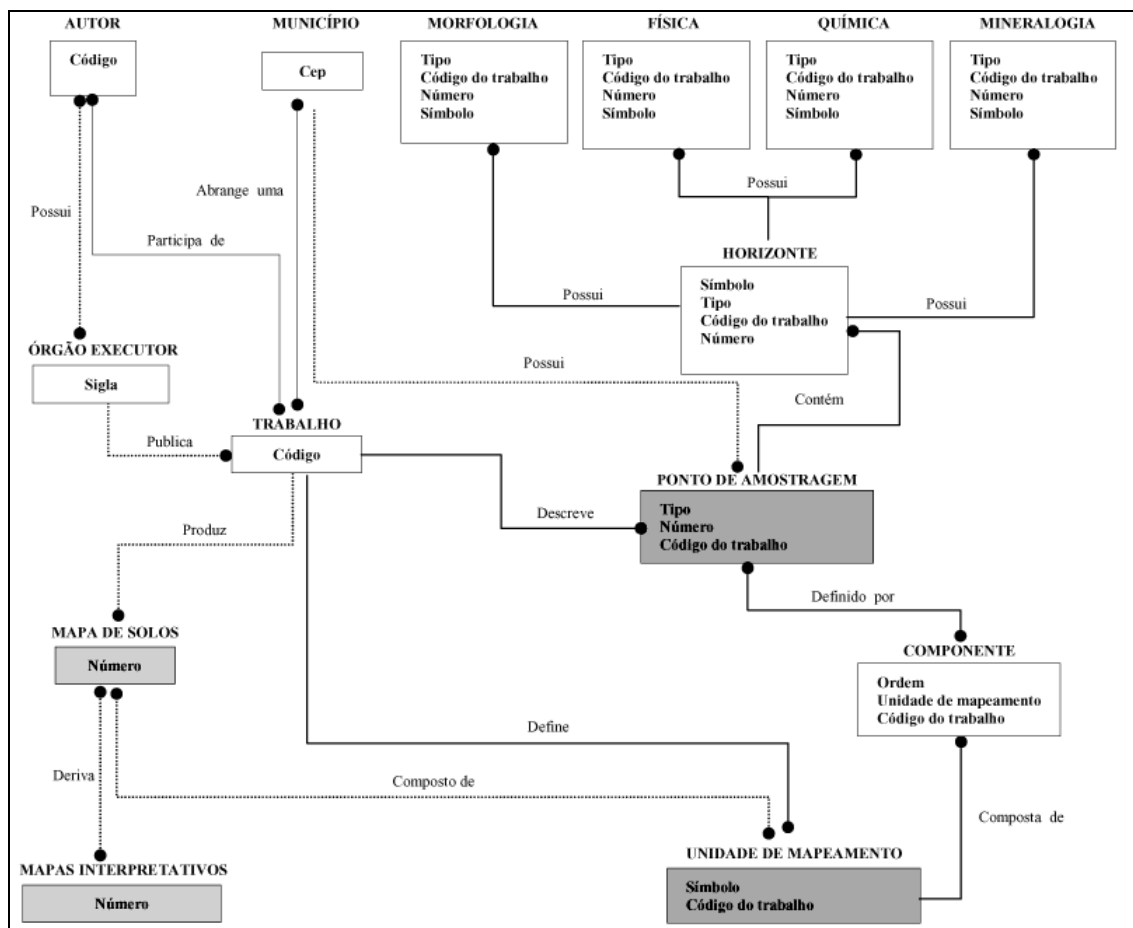 AUTOR
MUNICÍPIO
MORFOLOGIA
FÍSICA
QUÍMICA
MINERALOGIA
Código
Cep
Tipo
Código do trabalho
Número
Símbolo
Tipo
Código do trabalho
Número
Símbolo
Tipo
Código do trabalho
Número
Símbolo
Tipo
Código do trabalho
Número
Símbolo
Possui
Abrange uma
Possui
Participa de
HORIZONTE
Símbolo
Tipo
Código do trabalho
Número
Possui
Possui
ÓRGÃO EXECUTOR
Sigla
Possui
Contém
Publica
TRABALHO
Código
PONTO DE AMOSTRAGEM
Tipo
Número
Código do trabalho
Produz
Descreve
Definido por
MAPA DE SOLOS
Número
COMPONENTE
Ordem
Unidade de mapeamento
Código do trabalho
Define
Deriva
Composto de
Composta de
MAPAS INTERPRETATIVOS
Número
UNIDADE DE MAPEAMENTO
Símbolo
Código do trabalho